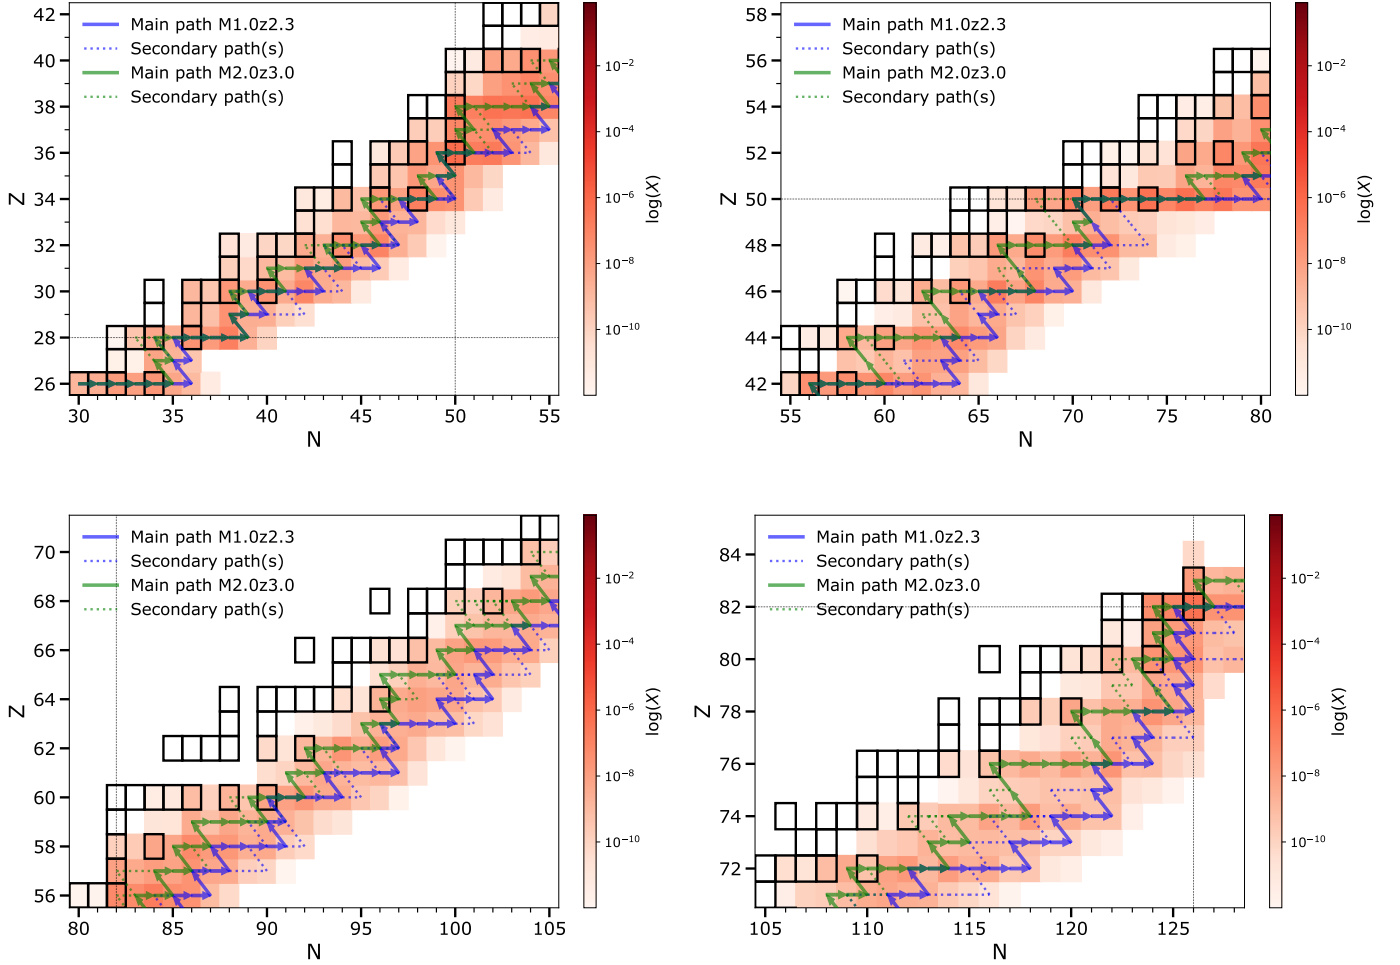 42
40
38
36
34
32
30
28
26
Z
30
35
40
45
50
55
N
Main path M1.0z2.3
Secondary path(s)
Main path M2.0z3.0
Secondary path(s)
10⁻²
10⁻⁴
10⁻⁶
10⁻⁸
10⁻¹⁰
log(X)
58
56
54
52
50
48
46
44
42
Z
55
60
65
70
75
80
N
Main path M1.0z2.3
Secondary path(s)
Main path M2.0z3.0
Secondary path(s)
10⁻²
10⁻⁴
10⁻⁶
10⁻⁸
10⁻¹⁰
log(X)
70
68
66
64
62
60
58
56
Z
80
85
90
95
100
105
N
Main path M1.0z2.3
Secondary path(s)
Main path M2.0z3.0
Secondary path(s)
10⁻²
10⁻⁴
10⁻⁶
10⁻⁸
10⁻¹⁰
log(X)
84
82
80
78
76
74
72
Z
105
110
115
120
125
N
Main path M1.0z2.3
Secondary path(s)
Main path M2.0z3.0
Secondary path(s)
10⁻²
10⁻⁴
10⁻⁶
10⁻⁸
10⁻¹⁰
log(X)